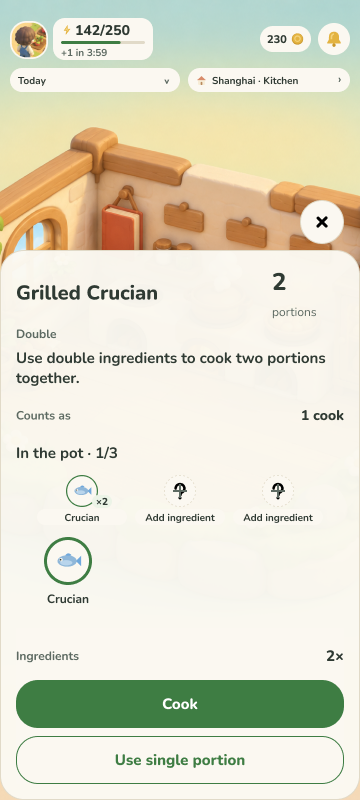 142/250
+1 in 3:59
230
Today
Shanghai · Kitchen
Grilled Crucian
2
portions
Double
Use double ingredients to cook two portions
together.
Counts as
1 cook
In the pot · 1/3
×2
Crucian
Add ingredient
Add ingredient
Crucian
Ingredients
2×
Cook
Use single portion